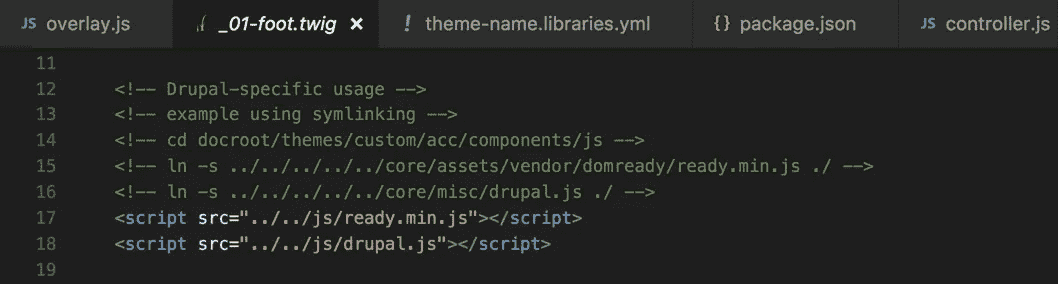 JS overlay.js _01-foot.twig × ! theme-name.libraries.yml {} package.json JS controller.js
11
12 <!-- Drupal-specific usage -->
13 <!-- example using symlinking -->
14 <!-- cd docroot/themes/custom/acc/components/js -->
15 <!-- ln -s ../../../../../core/assets/vendor/domready/ready.min.js ./ -->
16 <!-- ln -s ../../../../../core/misc/drupal.js ./ -->
17 <script src="../../js/ready.min.js"></script>
18 <script src="../../js/drupal.js"></script>
19